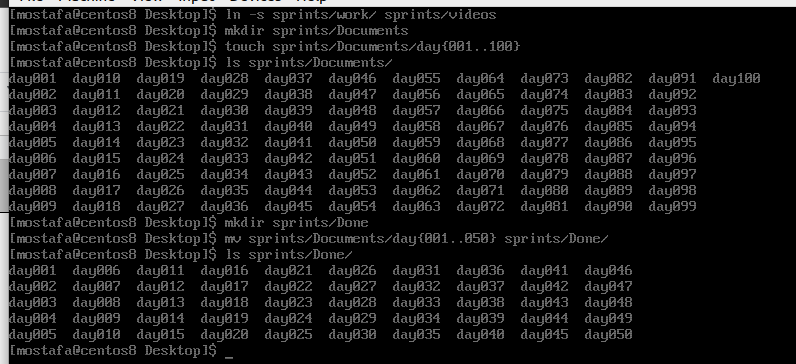 File Machine View Input Devices Help
[mostafa@centos8 Desktop]$ ln -s sprints/work/ sprints/videos
[mostafa@centos8 Desktop]$ mkdir sprints/Documents
[mostafa@centos8 Desktop]$ touch sprints/Documents/day{001..100}
[mostafa@centos8 Desktop]$ ls sprints/Documents/
day001 day010 day019 day028 day037 day046 day055 day064 day073 day082 day091 day100
day002 day011 day020 day029 day038 day047 day056 day065 day074 day083 day092
day003 day012 day021 day030 day039 day048 day057 day066 day075 day084 day093
day004 day013 day022 day031 day040 day049 day058 day067 day076 day085 day094
day005 day014 day023 day032 day041 day050 day059 day068 day077 day086 day095
day006 day015 day024 day033 day042 day051 day060 day069 day078 day087 day096
day007 day016 day025 day034 day043 day052 day061 day070 day079 day088 day097
day008 day017 day026 day035 day044 day053 day062 day071 day080 day089 day098
day009 day018 day027 day036 day045 day054 day063 day072 day081 day090 day099
[mostafa@centos8 Desktop]$ mkdir sprints/Done
[mostafa@centos8 Desktop]$ mv sprints/Documents/day{001..050} sprints/Done/
[mostafa@centos8 Desktop]$ ls sprints/Done/
day001 day006 day011 day016 day021 day026 day031 day036 day041 day046
day002 day007 day012 day017 day022 day027 day032 day037 day042 day047
day003 day008 day013 day018 day023 day028 day033 day038 day043 day048
day004 day009 day014 day019 day024 day029 day034 day039 day044 day049
day005 day010 day015 day020 day025 day030 day035 day040 day045 day050
[mostafa@centos8 Desktop]$ _